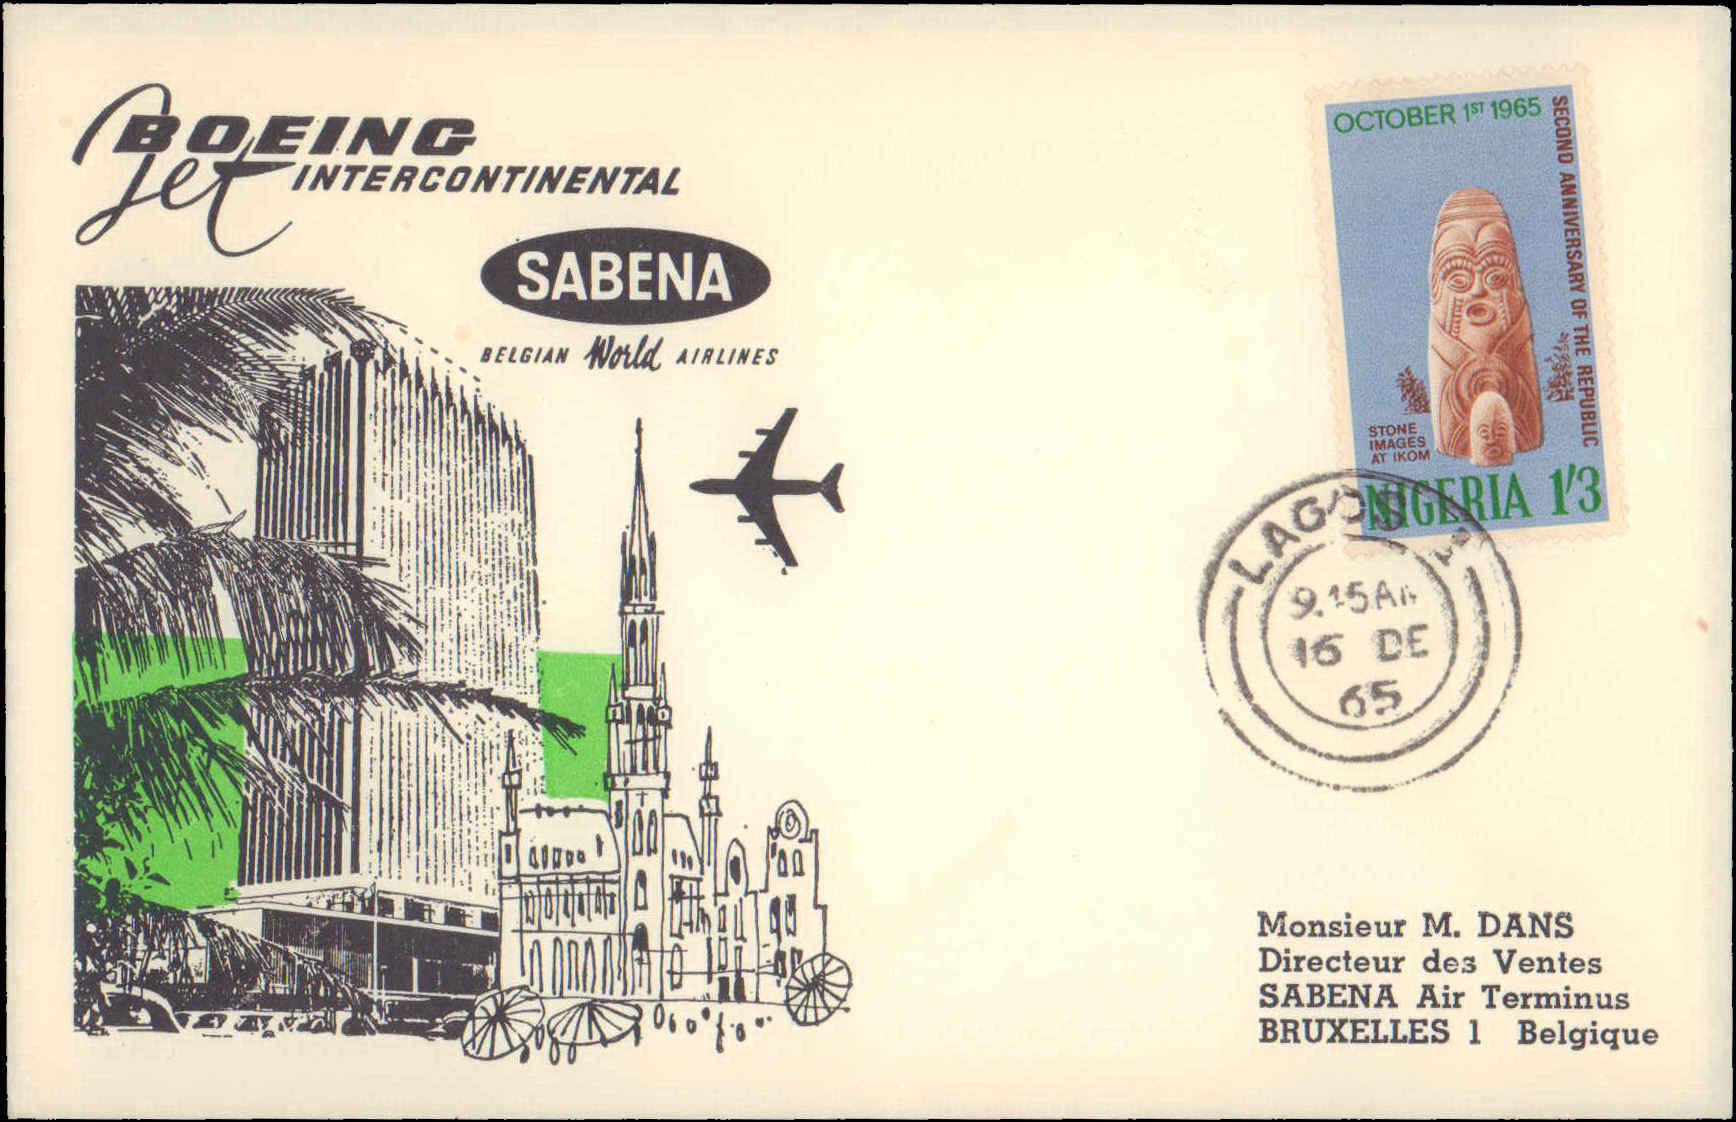 BOEING
Jet INTERCONTINENTAL
SABENA
BELGIAN World AIRLINES
OCTOBER 1ST 1965
SECOND ANNIVERSARY OF THE REPUBLIC
STONE
IMAGES
AT IKOM
NIGERIA 1'3
LAGOS
9.15AM
16 DE
65
Monsieur M. DANS
Directeur des Ventes
SABENA Air Terminus
BRUXELLES 1 Belgique